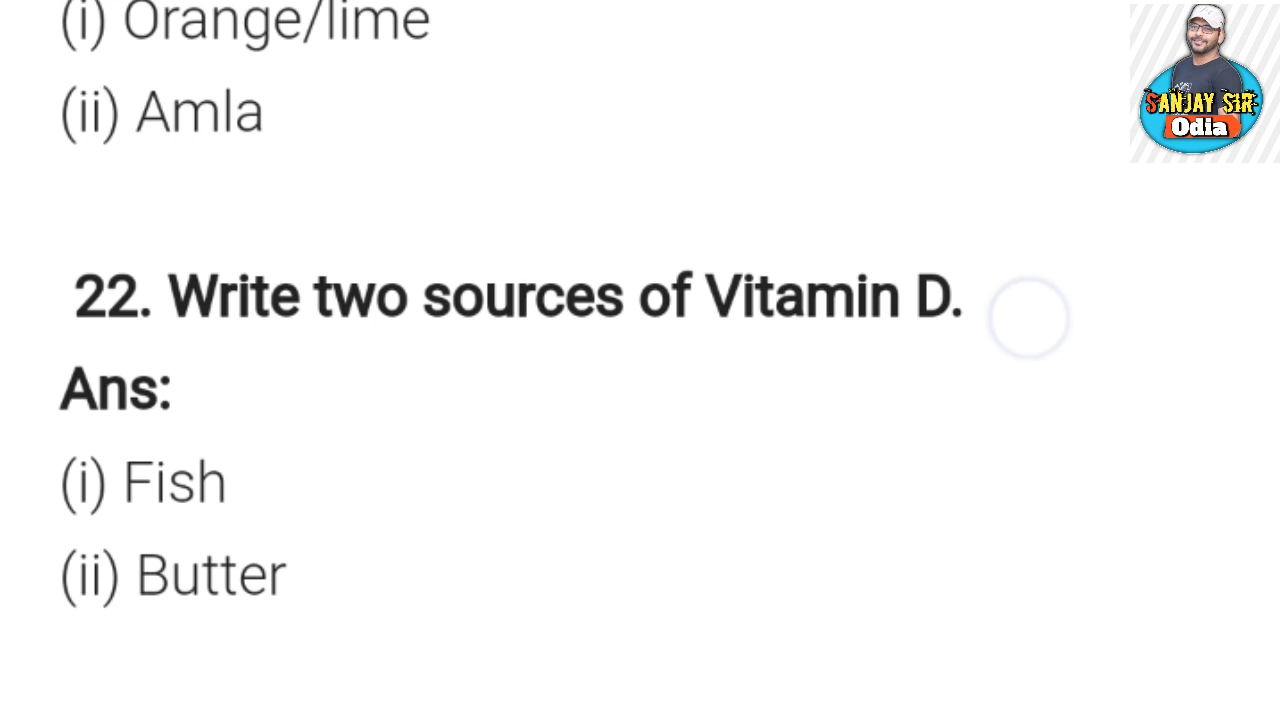 (i) Orange/lime
(ii) Amla
SANJAY SIR
Odia
22. Write two sources of Vitamin D.
Ans:
(i) Fish
(ii) Butter